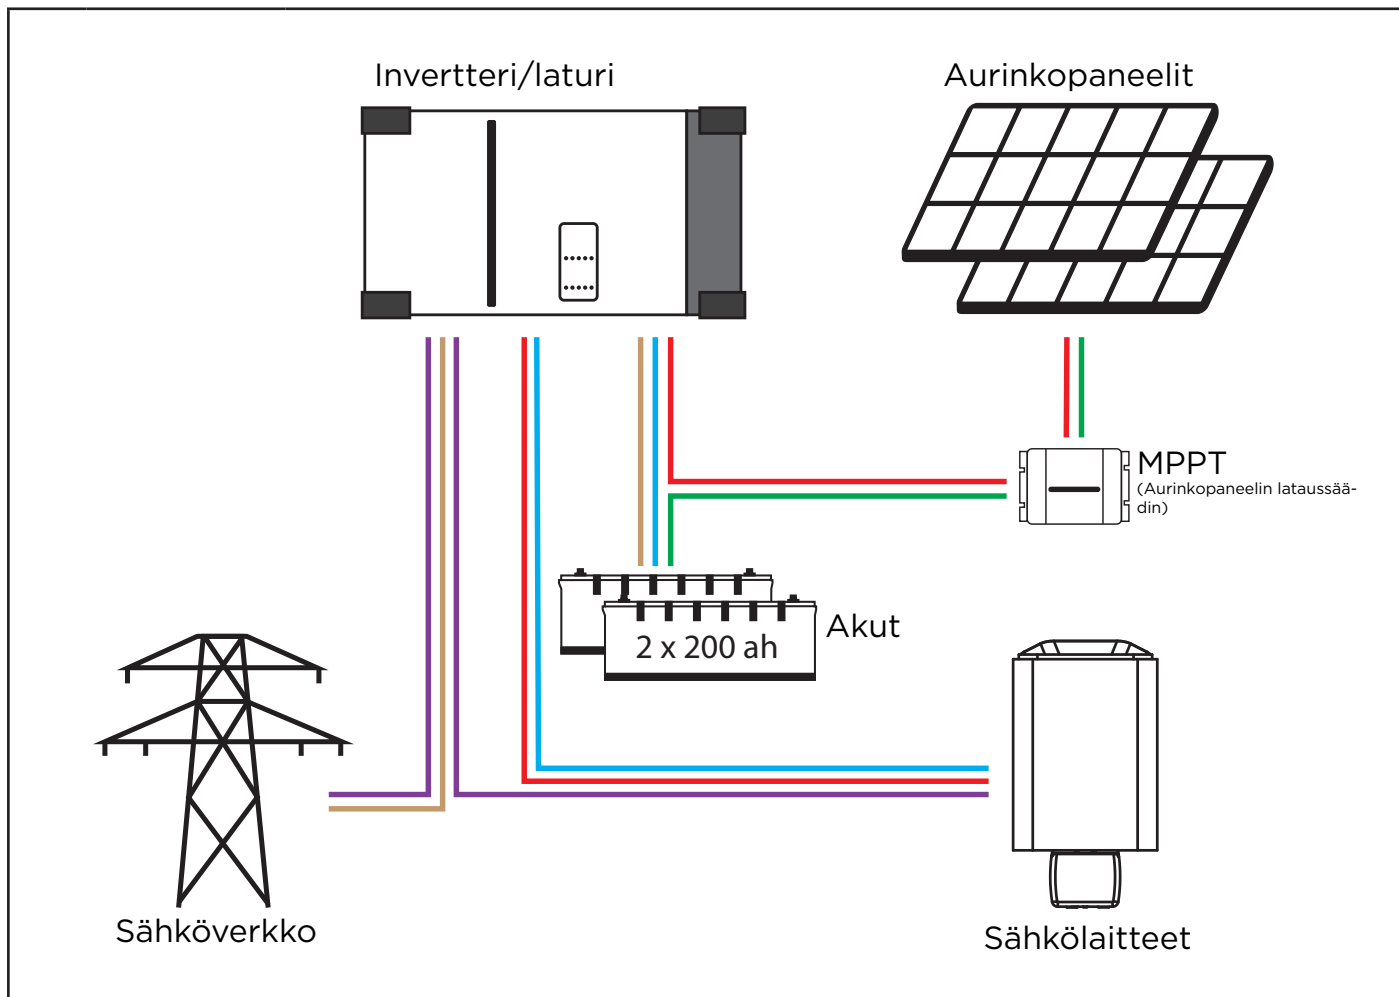 Invertteri/laturi
Aurinkopaneelit
MPPT
(Aurinkopaneelin lataussää-
din)
Akut
2 x 200 ah
Sähköverkko
Sähkölaitteet